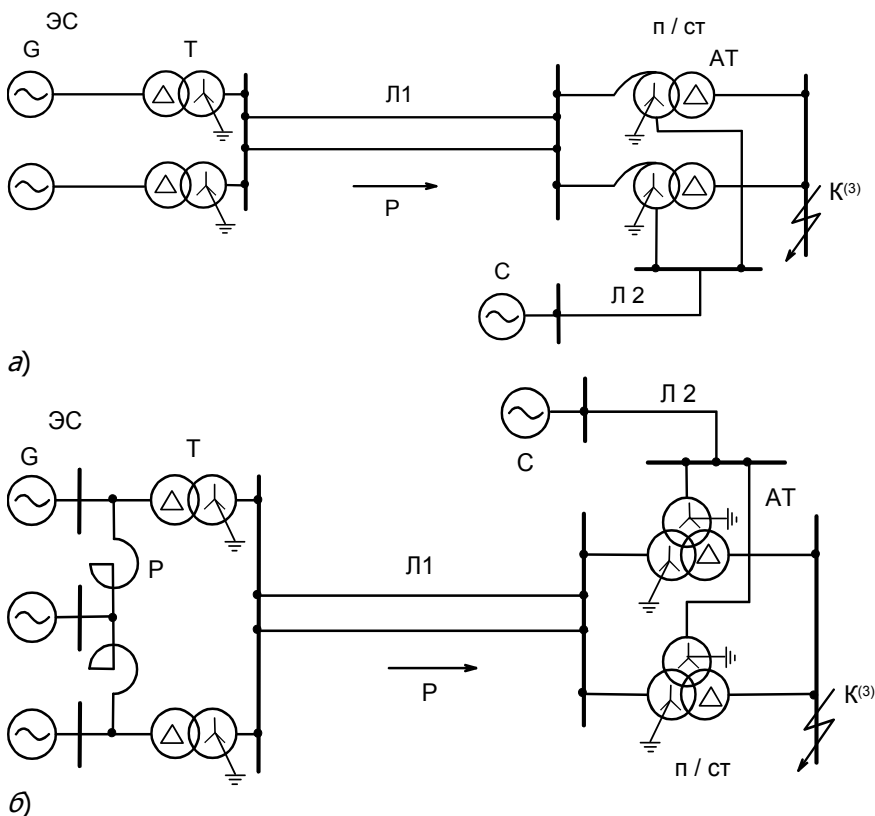 ЭС
G
Т
п / ст
АТ
Л1
Р
К(3)
С
Л 2
а)
С
Л 2
ЭС
G
Т
АТ
Р
Л1
Р
К(3)
п / ст
б)